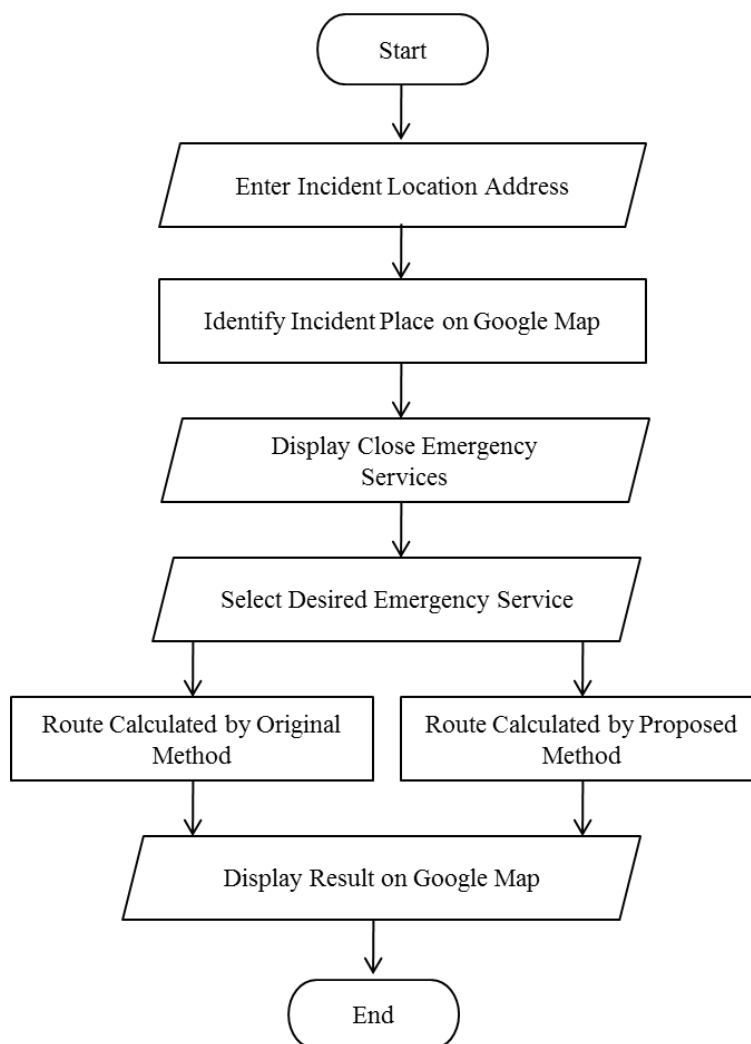 Start
Enter Incident Location Address
Identify Incident Place on Google Map
Display Close Emergency
Services
Select Desired Emergency Service
Route Calculated by Original
Method
Route Calculated by Proposed
Method
Display Result on Google Map
End